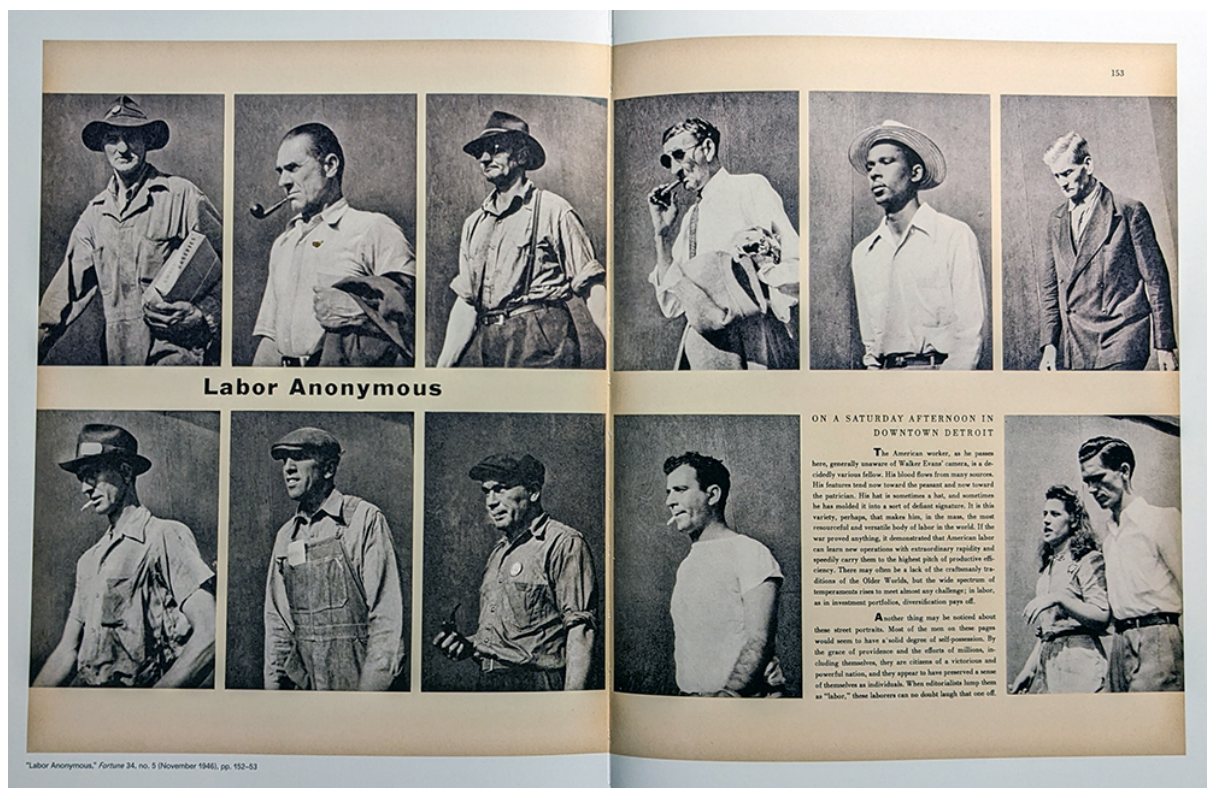 153
Labor Anonymous
ON A SATURDAY AFTERNOON IN
DOWNTOWN DETROIT
The American worker, as he passes
here, generally unaware of Walker Evans' camera, is a de-
cidedly various fellow. His blood flows from many sources.
His features tend now toward the peasant and now toward
the patrician. His hat is sometimes a hat, and sometimes
he has molded it into a sort of defiant signature. It is this
variety, perhaps, that makes him, in the mass, the most
resourceful and versatile body of labor in the world. If the
war proved anything, it demonstrated that American labor
can learn new operations with extraordinary rapidity and
speedily carry them to the highest pitch of productive effi-
ciency. There may often be a lack of the craftsmanly tra-
ditions of the Older Worlds, but the wide spectrum of
temperaments rises to meet almost any challenge; in labor,
as in investment portfolios, diversification pays off.
Another thing may be noticed about
these street portraits. Most of the men on these pages
would seem to have a solid degree of self-possession. By
the grace of providence and the efforts of millions, in-
cluding themselves, they are citizens of a victorious and
powerful nation, and they appear to have preserved a sense
of themselves as individuals. When editorialists lump them
as "labor," these laborers can no doubt laugh that one off.
"Labor Anonymous," Fortune 34, no. 5 (November 1946), pp. 152–53